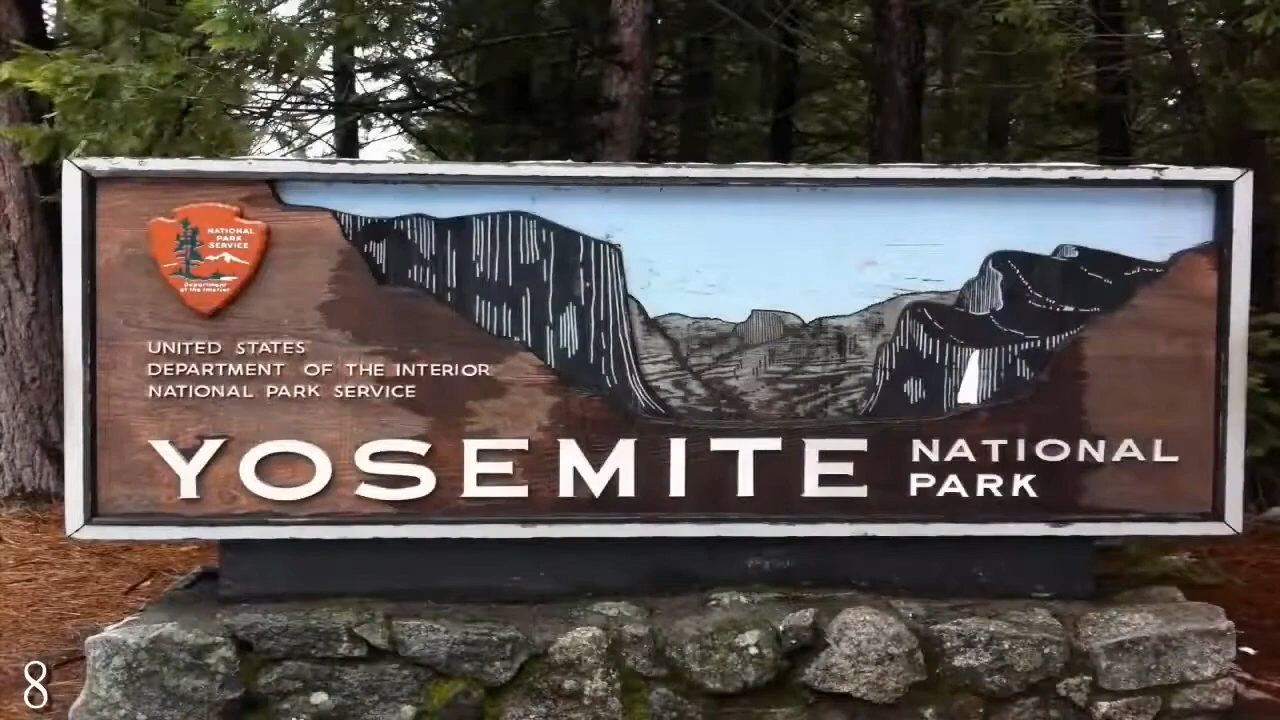 NATIONAL
PARK
SERVICE
Department
of the Interior
UNITED STATES
DEPARTMENT OF THE INTERIOR
NATIONAL PARK SERVICE
YOSEMITE NATIONAL
PARK
8